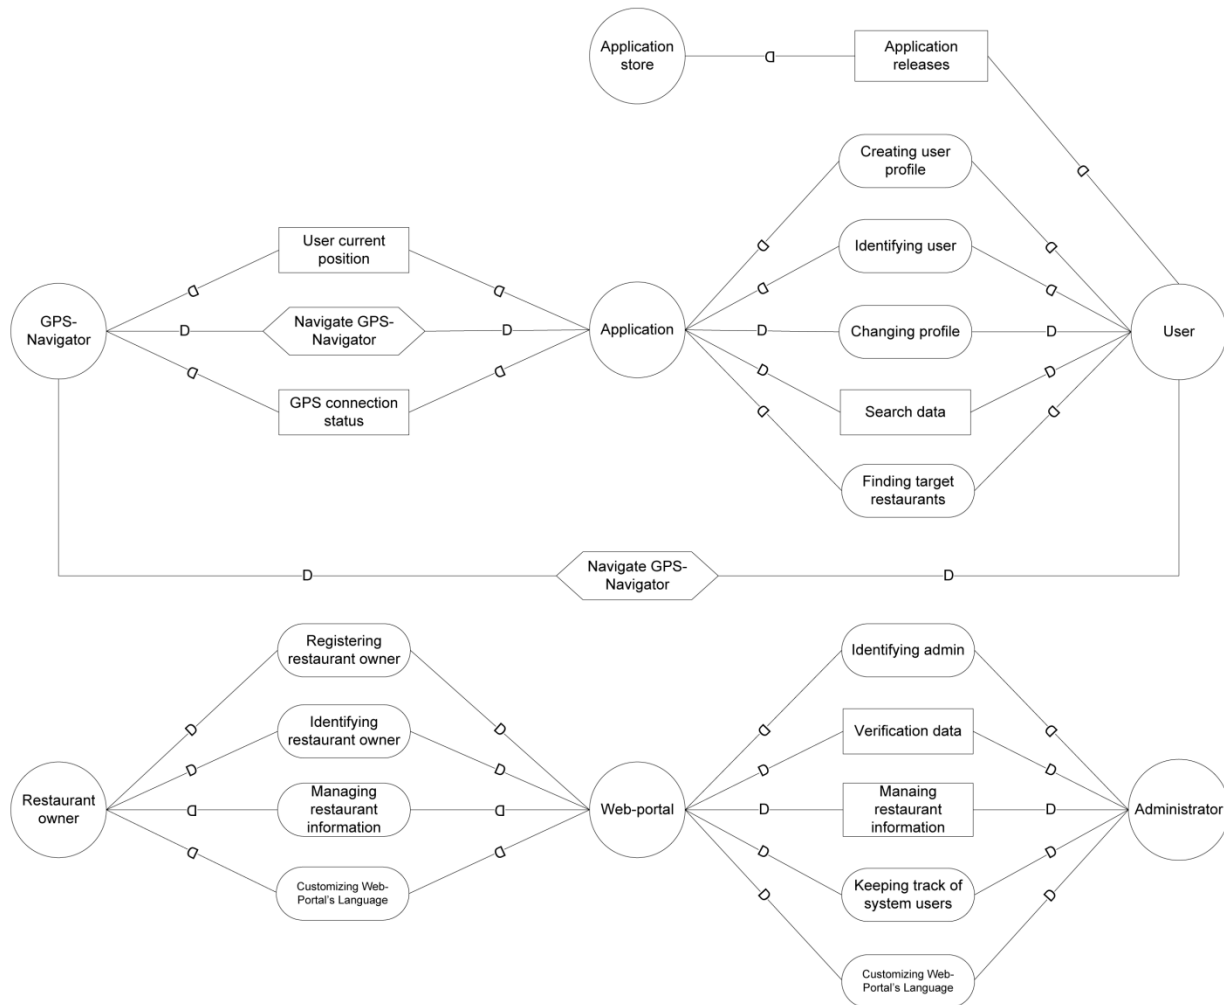 Application
store
D
Application
releases
D
Creating user
profile
D
D
User current
position
D
D
Identifying user
D
D
GPS-
Navigator
D
Navigate GPS-
Navigator
D
Application
D
Changing profile
D
User
D
GPS connection
status
D
D
Search data
D
D
Finding target
restaurants
D
D
Navigate GPS-
Navigator
D
Registering
restaurant owner
D
D
Identifying admin
D
D
Identifying
restaurant owner
D
D
Verification data
D
D
Restaurant
owner
D
Managing
restaurant
information
D
Web-portal
D
Manaing
restaurant
information
D
Administrator
D
Customizing Web-
Portal's Language
D
D
Keeping track of
system users
D
D
Customizing Web-
Portal's Language
D